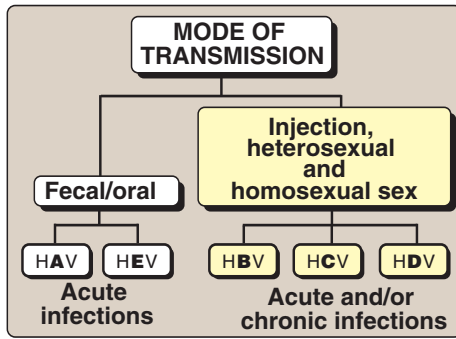 MODE OF
TRANSMISSION
Fecal/oral
Injection,
heterosexual
and
homosexual sex
HAV
HEV
HBV
HCV
HDV
Acute
infections
Acute and/or
chronic infections